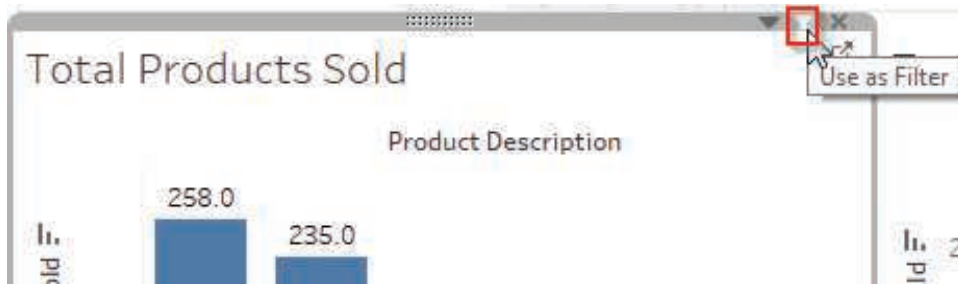 Total Products Sold
Use as Filter
Product Description
258.0
235.0